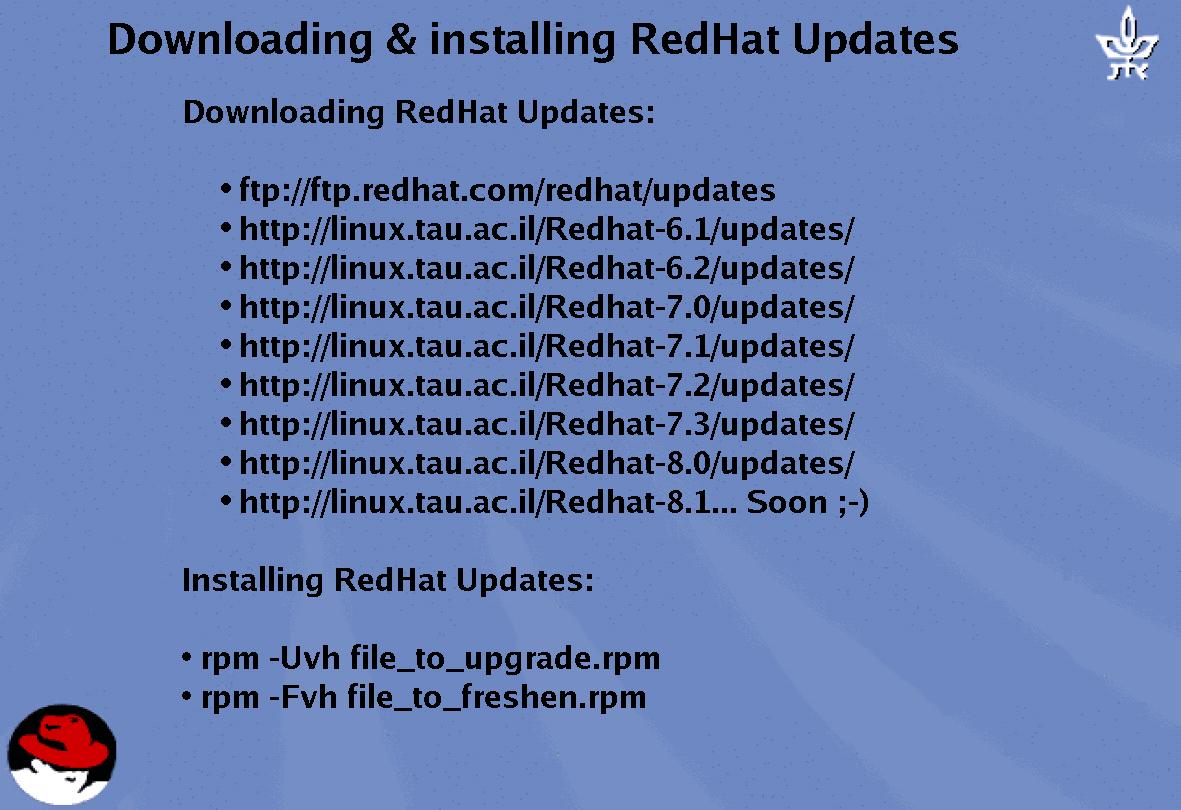 Downloading & installing RedHat Updates
Downloading RedHat Updates:
• ftp://ftp.redhat.com/redhat/updates
• http://linux.tau.ac.il/Redhat-6.1/updates/
• http://linux.tau.ac.il/Redhat-6.2/updates/
• http://linux.tau.ac.il/Redhat-7.0/updates/
• http://linux.tau.ac.il/Redhat-7.1/updates/
• http://linux.tau.ac.il/Redhat-7.2/updates/
• http://linux.tau.ac.il/Redhat-7.3/updates/
• http://linux.tau.ac.il/Redhat-8.0/updates/
• http://linux.tau.ac.il/Redhat-8.1... Soon ;-)
Installing RedHat Updates:
• rpm -Uvh file_to_upgrade.rpm
• rpm -Fvh file_to_freshen.rpm